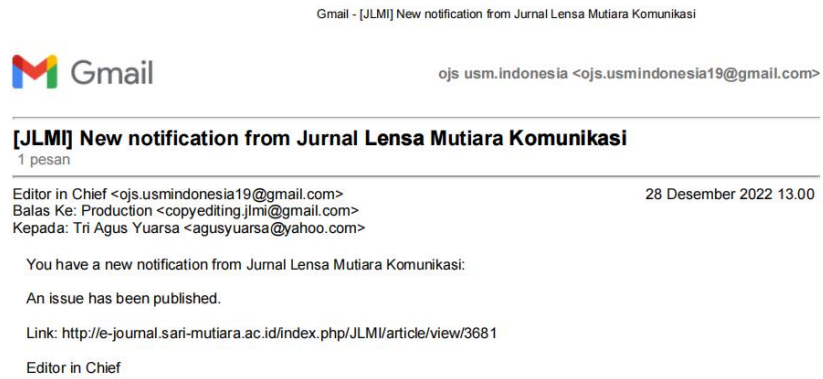 Gmail - [JLMI] New notification from Jurnal Lensa Mutiara Komunikasi
Gmail
ojs usm.indonesia <ojs.usmindonesia19@gmail.com>
[JLMI] New notification from Jurnal Lensa Mutiara Komunikasi
1 pesan
Editor in Chief <ojs.usmindonesia19@gmail.com>
28 Desember 2022 13.00
Balas Ke: Production <copyediting.jlmi@gmail.com>
Kepada: Tri Agus Yuarsa <agusyuarsa@yahoo.com>
You have a new notification from Jurnal Lensa Mutiara Komunikasi:
An issue has been published.
Link: http://e-journal.sari-mutiara.ac.id/index.php/JLMI/article/view/3681
Editor in Chief